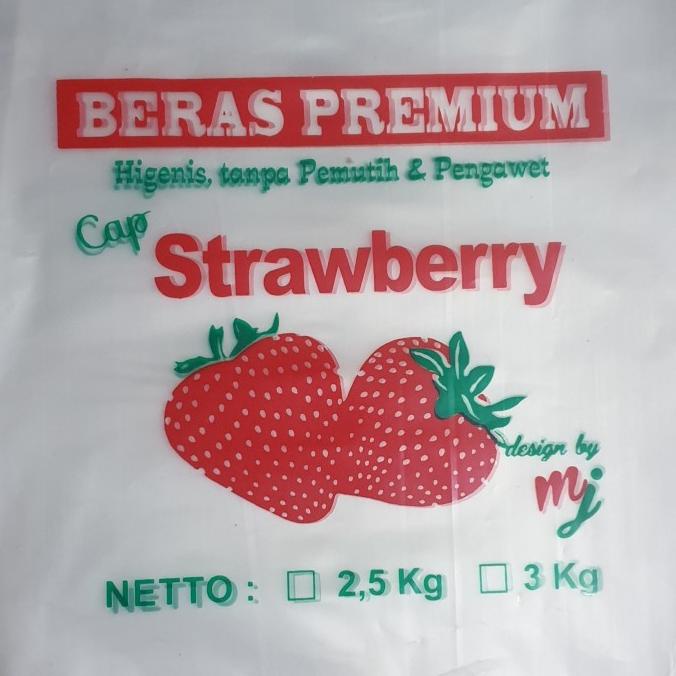 BERAS PREMIUM
Higenis, tanpa Pemutih & Pengawet
Cap
Strawberry
design by
mj
NETTO : 2,5 Kg 3 Kg